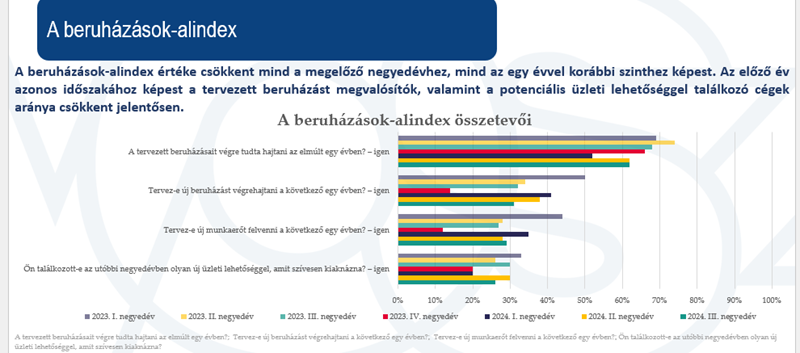 A beruházások-alindex
A beruházások-alindex értéke csökkent mind a megelőző negyedévhez, mind az egy évvel korábbi szinthez képest. Az előző év
azonos időszakához képest a tervezett beruházást megvalósítók, valamint a potenciális üzleti lehetőséggel találkozó cégek
aránya csökkent jelentősen.
A beruházások-alindex összetevői
A tervezett beruházásait végre tudta hajtani az elmúlt egy évben? – igen
Tervez-e új beruházást végrehajtani a következő egy évben? – igen
Tervez-e új munkaerőt felvenni a következő egy évben? – igen
Ön találkozott-e az utóbbi negyedévben olyan új üzleti lehetőséggel, amit szívesen kiaknázna? – igen
0% 10% 20% 30% 40% 50% 60% 70% 80% 90% 100%
2023. I. negyedév 2023. II. negyedév 2023. III. negyedév 2023. IV. negyedév 2024. I. negyedév 2024. II. negyedév 2024. III. negyedév
A tervezett beruházásait végre tudta hajtani az elmúlt egy évben?; Tervez-e új beruházást végrehajtani a következő egy évben?; Tervez-e új munkaerőt felvenni a következő egy évben?; Ön találkozott-e az utóbbi negyedévben olyan új
üzleti lehetőséggel, amit szívesen kiaknázna?